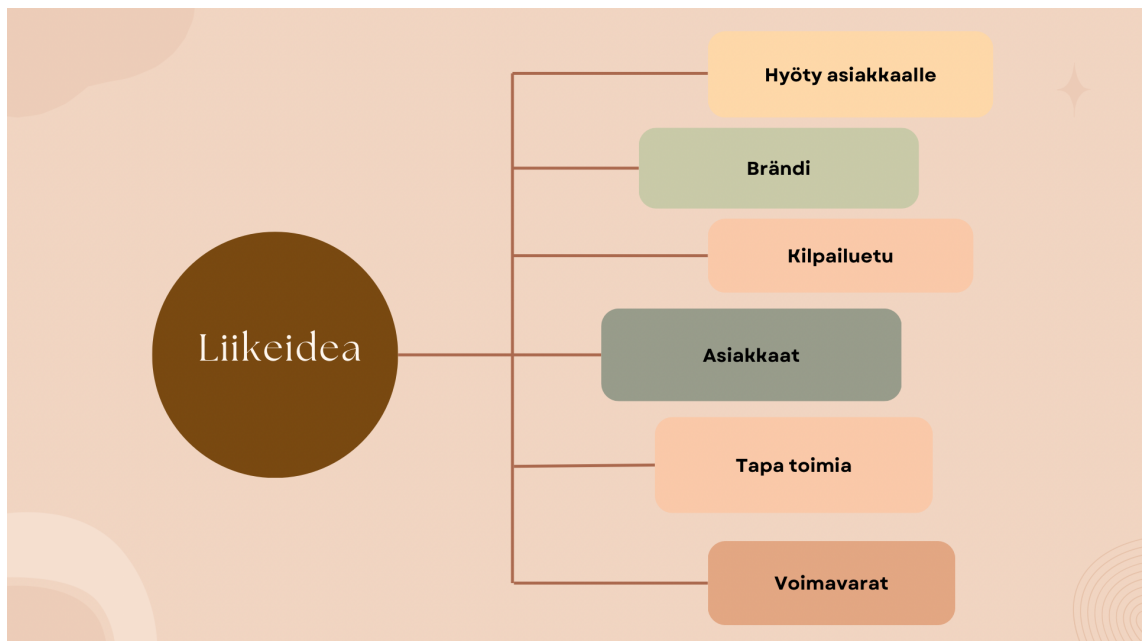 Liikeidea
Hyöty asiakkaalle
Brändi
Kilpailuetu
Asiakkaat
Tapa toimia
Voimavarat